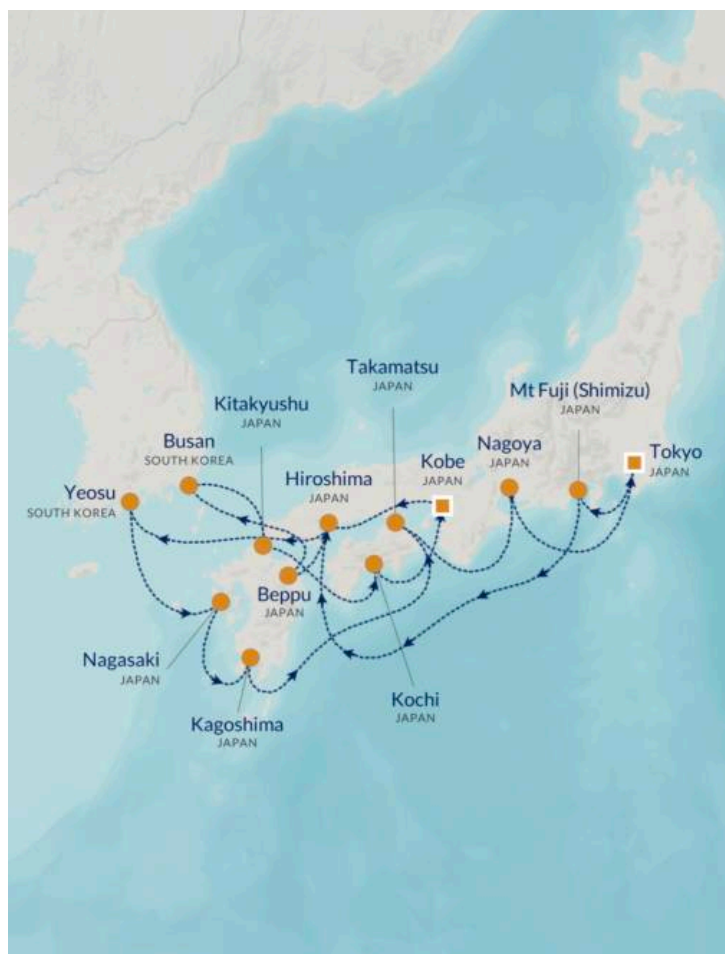 Takamatsu
JAPAN
Mt Fuji (Shimizu)
JAPAN
Kitakyushu
JAPAN
Busan
SOUTH KOREA
Hiroshima
JAPAN
Kobe
JAPAN
Nagoya
JAPAN
Tokyo
JAPAN
Yeosu
SOUTH KOREA
Beppu
JAPAN
Nagasaki
JAPAN
Kagoshima
JAPAN
Kochi
JAPAN